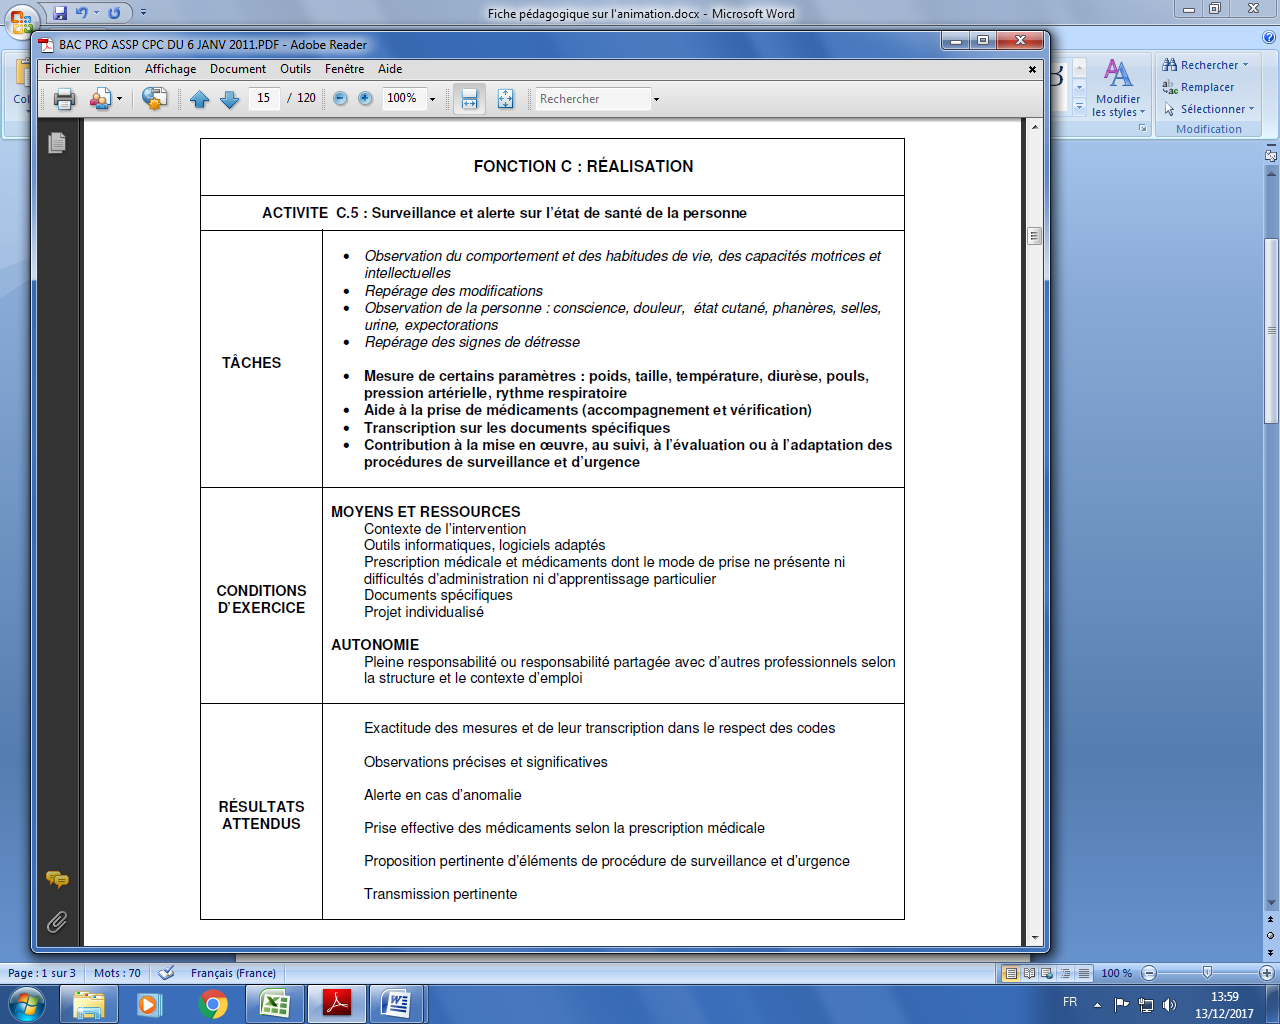 Fiche pédagogique sur l'animation.docx - Microsoft Word
BAC PRO ASSP CPC DU 6 JANV 2011.PDF - Adobe Reader
Fichier Edition Affichage Document Outils Fenêtre Aide
15 / 120 100% Rechercher
Rechercher
Remplacer
Sélectionner
Modifier
les styles
Modification
FONCTION C : RÉALISATION
ACTIVITE C.5 : Surveillance et alerte sur l'état de santé de la personne
TÂCHES
• Observation du comportement et des habitudes de vie, des capacités motrices et
intellectuelles
• Repérage des modifications
• Observation de la personne : conscience, douleur, état cutané, phanères, selles,
urine, expectorations
• Repérage des signes de détresse
• Mesure de certains paramètres : poids, taille, température, diurèse, pouls,
pression artérielle, rythme respiratoire
• Aide à la prise de médicaments (accompagnement et vérification)
• Transcription sur les documents spécifiques
• Contribution à la mise en œuvre, au suivi, à l'évaluation ou à l'adaptation des
procédures de surveillance et d'urgence
CONDITIONS
D'EXERCICE
MOYENS ET RESSOURCES
Contexte de l'intervention
Outils informatiques, logiciels adaptés
Prescription médicale et médicaments dont le mode de prise ne présente ni
difficultés d'administration ni d'apprentissage particulier
Documents spécifiques
Projet individualisé
AUTONOMIE
Pleine responsabilité ou responsabilité partagée avec d'autres professionnels selon
la structure et le contexte d'emploi
RÉSULTATS
ATTENDUS
Exactitude des mesures et de leur transcription dans le respect des codes
Observations précises et significatives
Alerte en cas d'anomalie
Prise effective des médicaments selon la prescription médicale
Proposition pertinente d'éléments de procédure de surveillance et d'urgence
Transmission pertinente
Page : 1 sur 3 Mots : 70 Français (France) 100 %
FR 13:59
13/12/2017